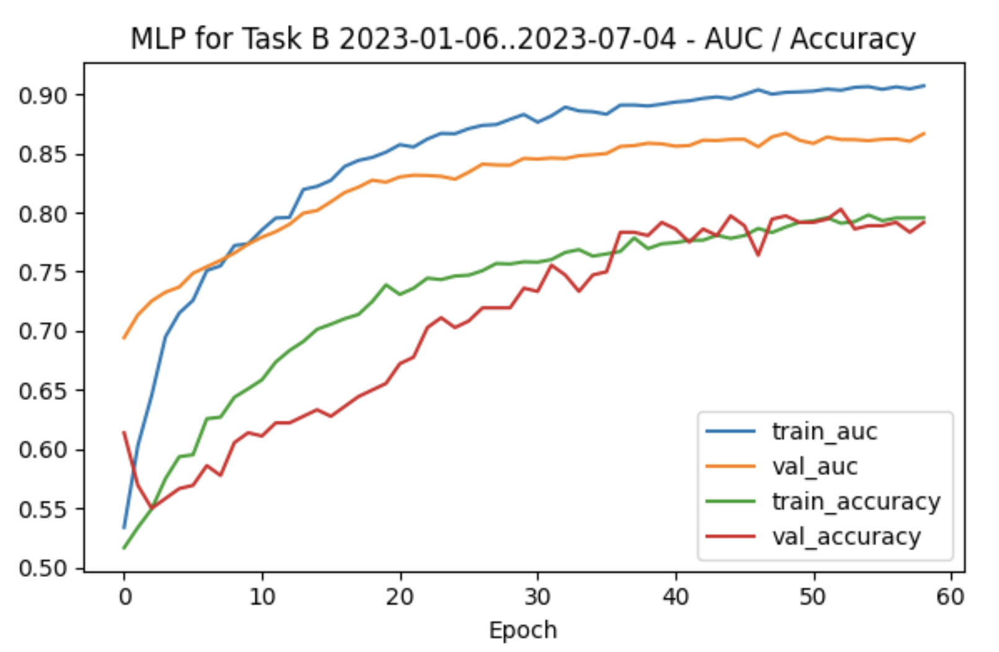 MLP for Task B 2023-01-06..2023-07-04 - AUC / Accuracy
0.90
0.85
0.80
0.75
0.70
0.65
0.60
0.55
0.50
train_auc
val_auc
train_accuracy
val_accuracy
0 10 20 30 40 50 60
Epoch